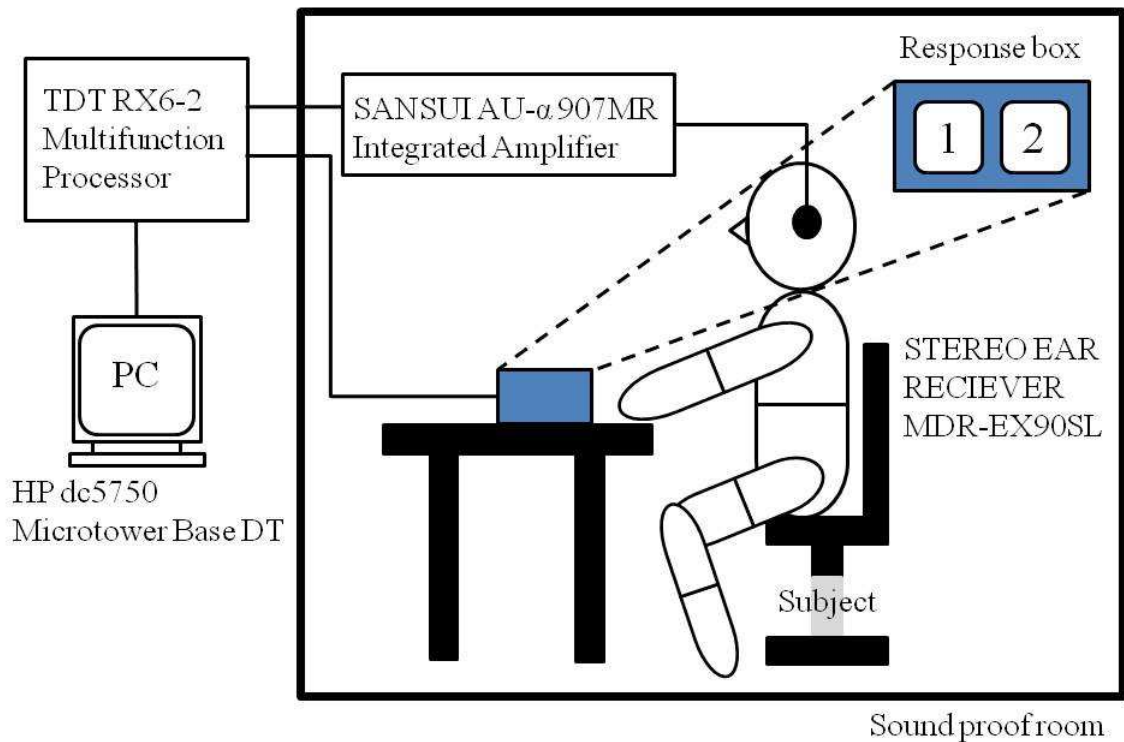 Response box
1 2
TDT RX6-2
Multifunction
Processor
SANSUI AU-α 907MR
Integrated Amplifier
PC
HP dc5750
Microtower Base DT
STEREO EAR
RECIEVER
MDR-EX90SL
Subject
Sound proof room